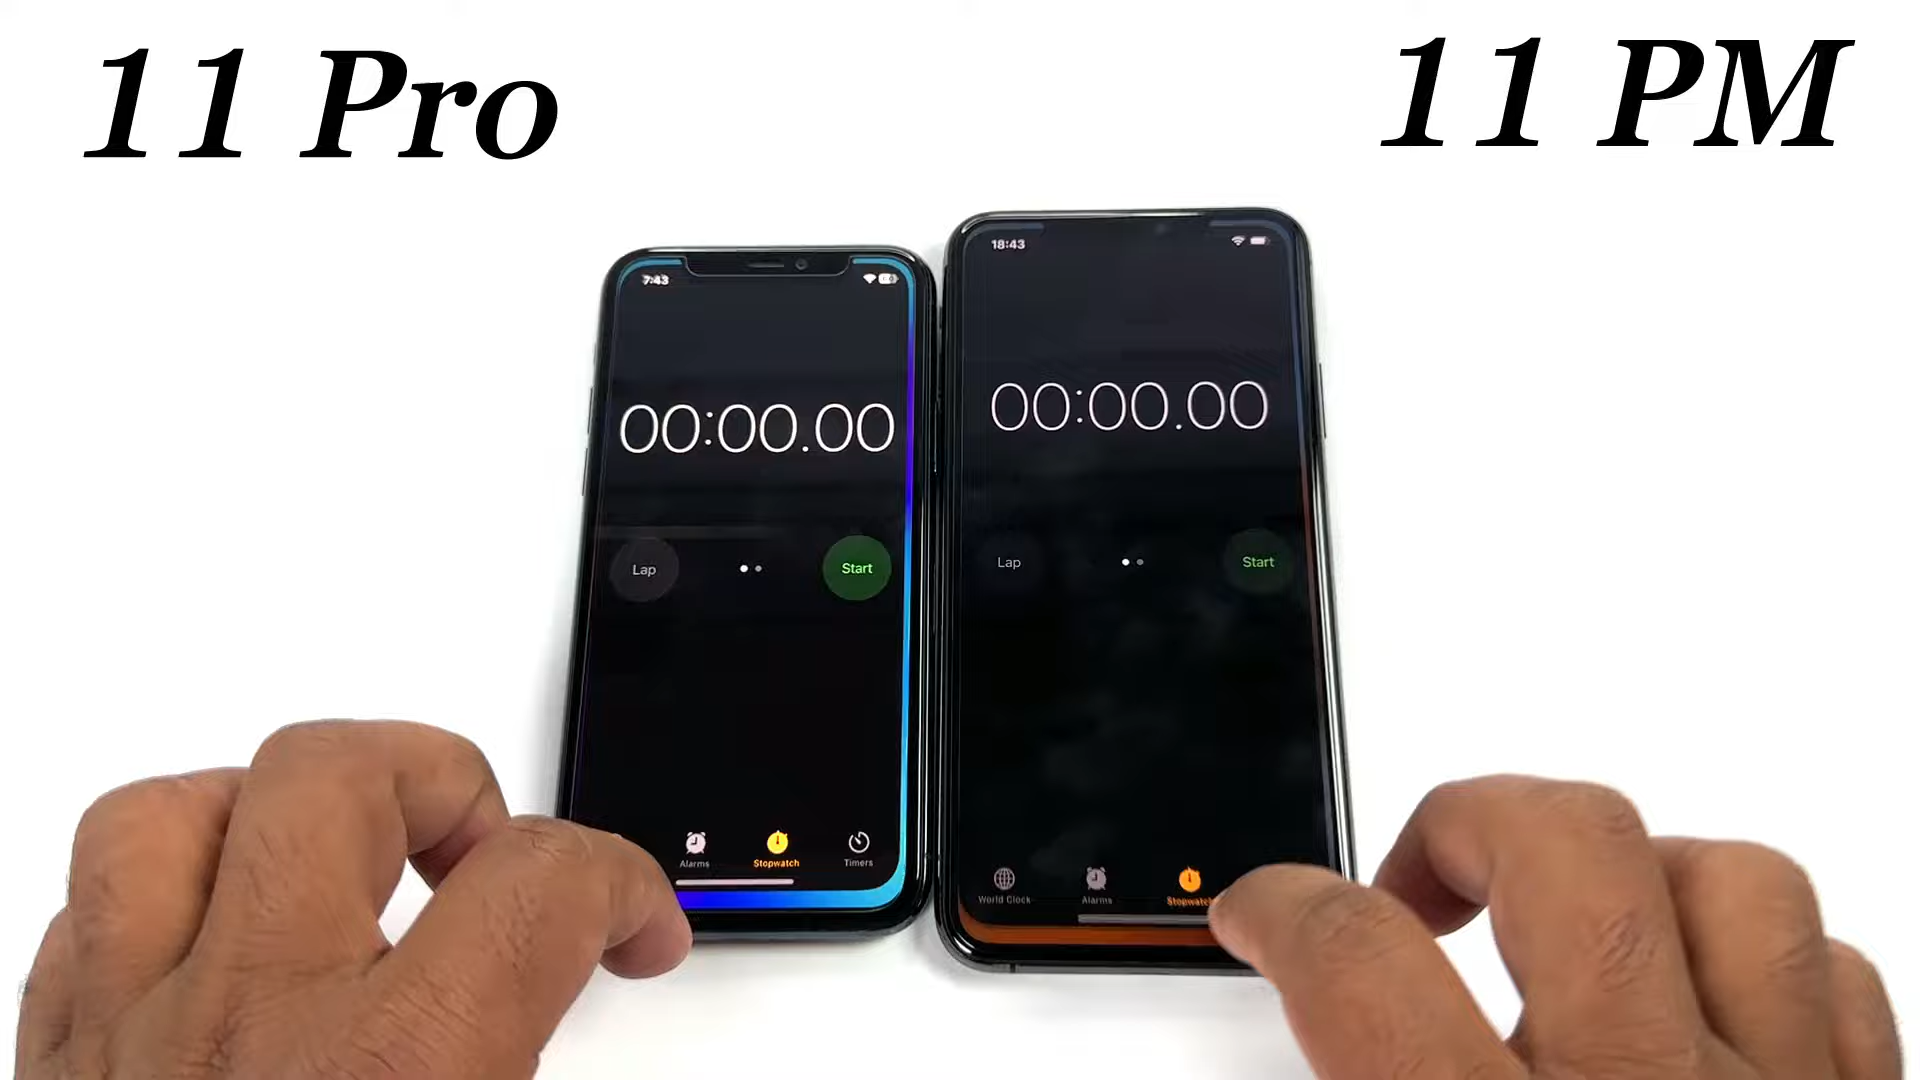 11 Pro
11 PM
7:43
00:00.00
Lap
Start
Alarms
Stopwatch
Timers
18:43
00:00.00
Lap
Start
World Clock
Alarms
Stopwatch